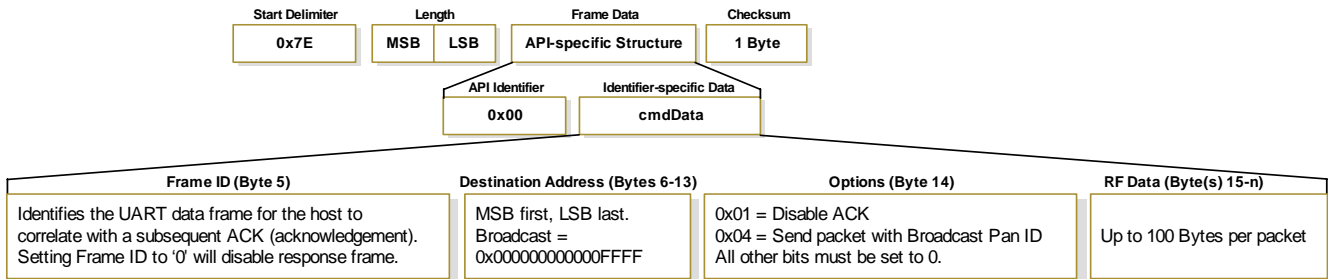 Start Delimiter Length Frame Data Checksum
0x7E MSB LSB API-specific Structure 1 Byte
API Identifier Identifier-specific Data
0x00 cmdData
Frame ID (Byte 5)
Identifies the UART data frame for the host to
correlate with a subsequent ACK (acknowledgement).
Setting Frame ID to ‘0' will disable response frame.
Destination Address (Bytes 6-13)
MSB first, LSB last.
Broadcast =
0x000000000000FFFF
Options (Byte 14)
0x01 = Disable ACK
0x04 = Send packet with Broadcast Pan ID
All other bits must be set to 0.
RF Data (Byte(s) 15-n)
Up to 100 Bytes per packet